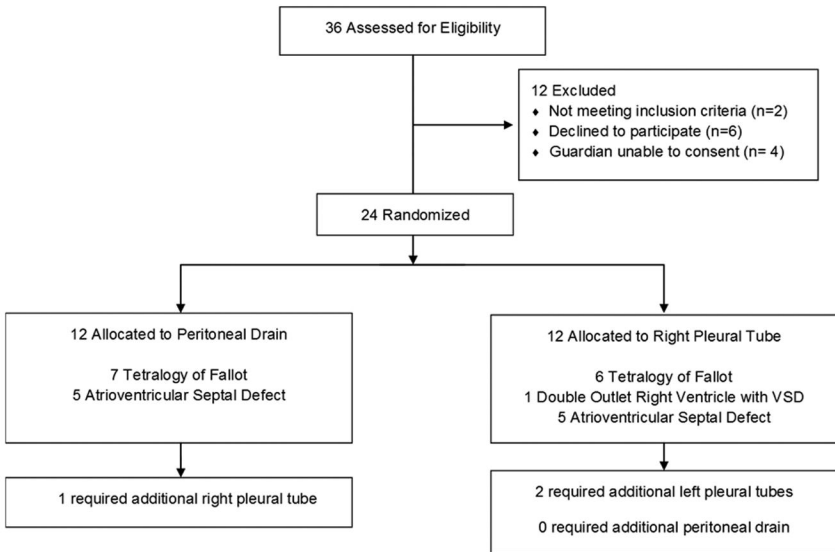 36 Assessed for Eligibility
12 Excluded
♦ Not meeting inclusion criteria (n=2)
♦ Declined to participate (n=6)
♦ Guardian unable to consent (n= 4)
24 Randomized
12 Allocated to Peritoneal Drain
7 Tetralogy of Fallot
5 Atrioventricular Septal Defect
12 Allocated to Right Pleural Tube
6 Tetralogy of Fallot
1 Double Outlet Right Ventricle with VSD
5 Atrioventricular Septal Defect
1 required additional right pleural tube
2 required additional left pleural tubes
0 required additional peritoneal drain